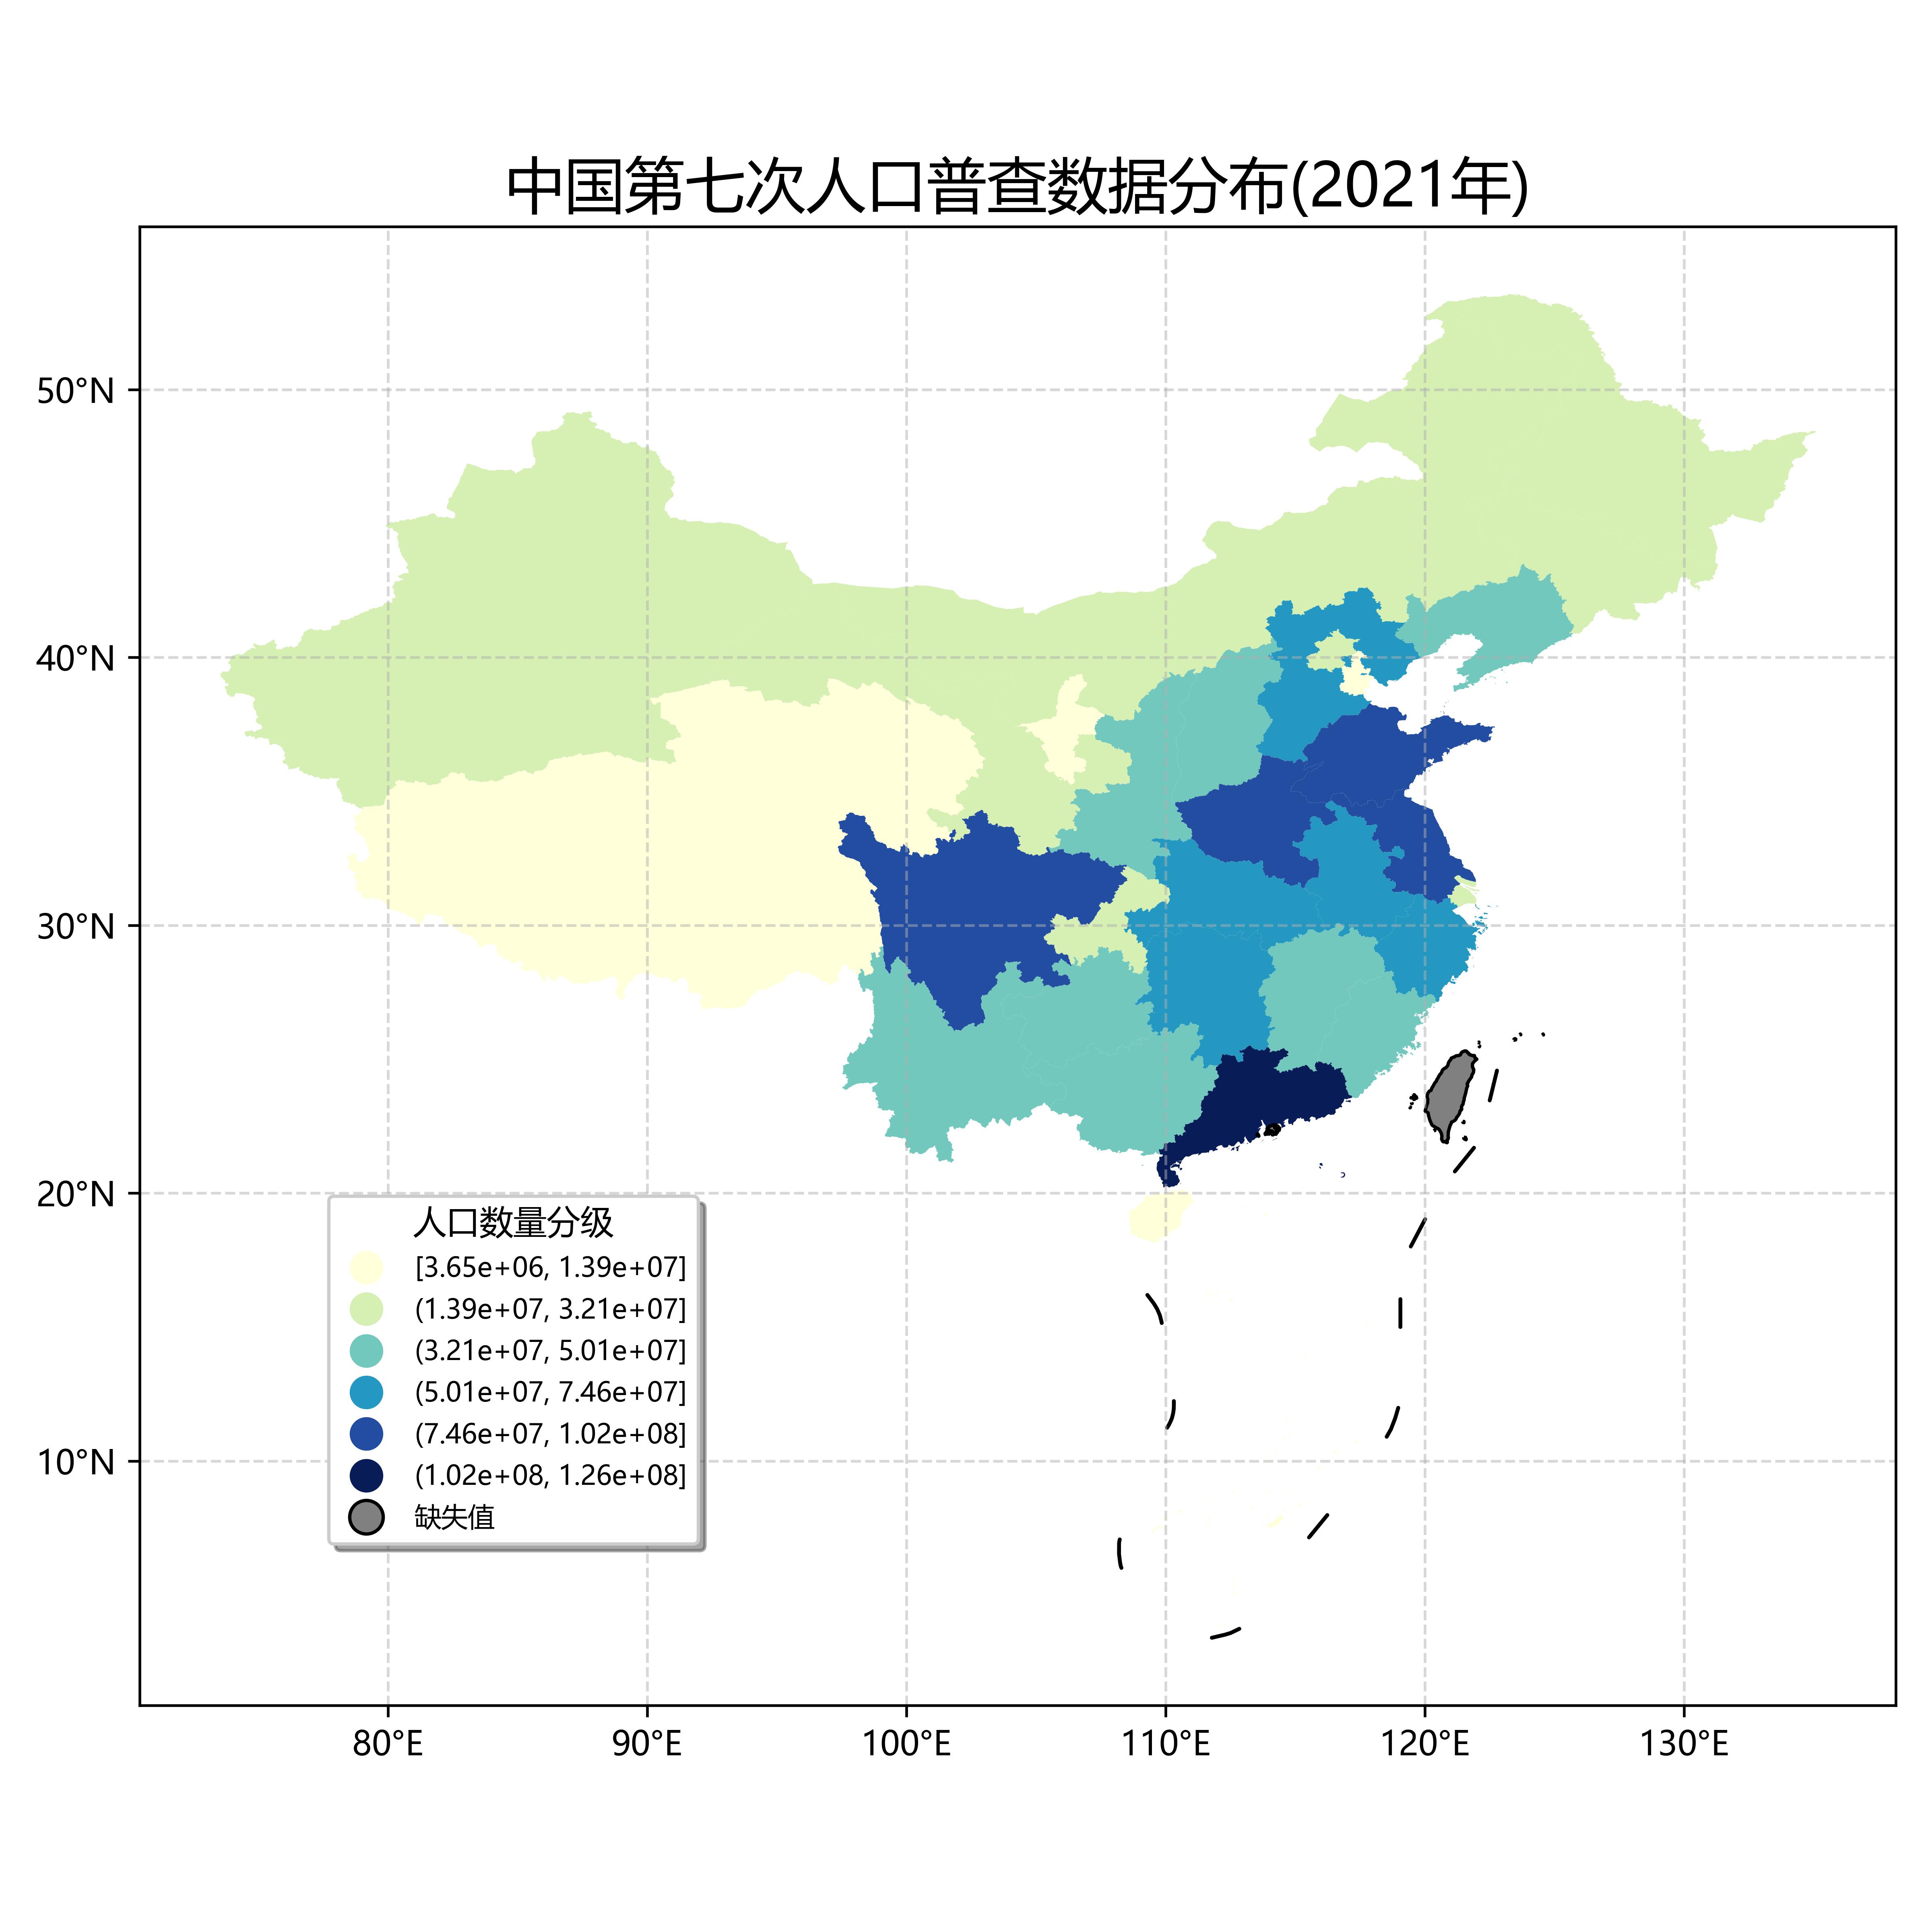 中国第七次人口普查数据分布(2021年)
50°N
40°N
30°N
20°N
10°N
人口数量分级
[3.65e+06, 1.39e+07]
(1.39e+07, 3.21e+07]
(3.21e+07, 5.01e+07]
(5.01e+07, 7.46e+07]
(7.46e+07, 1.02e+08]
(1.02e+08, 1.26e+08]
缺失值
80°E 90°E 100°E 110°E 120°E 130°E